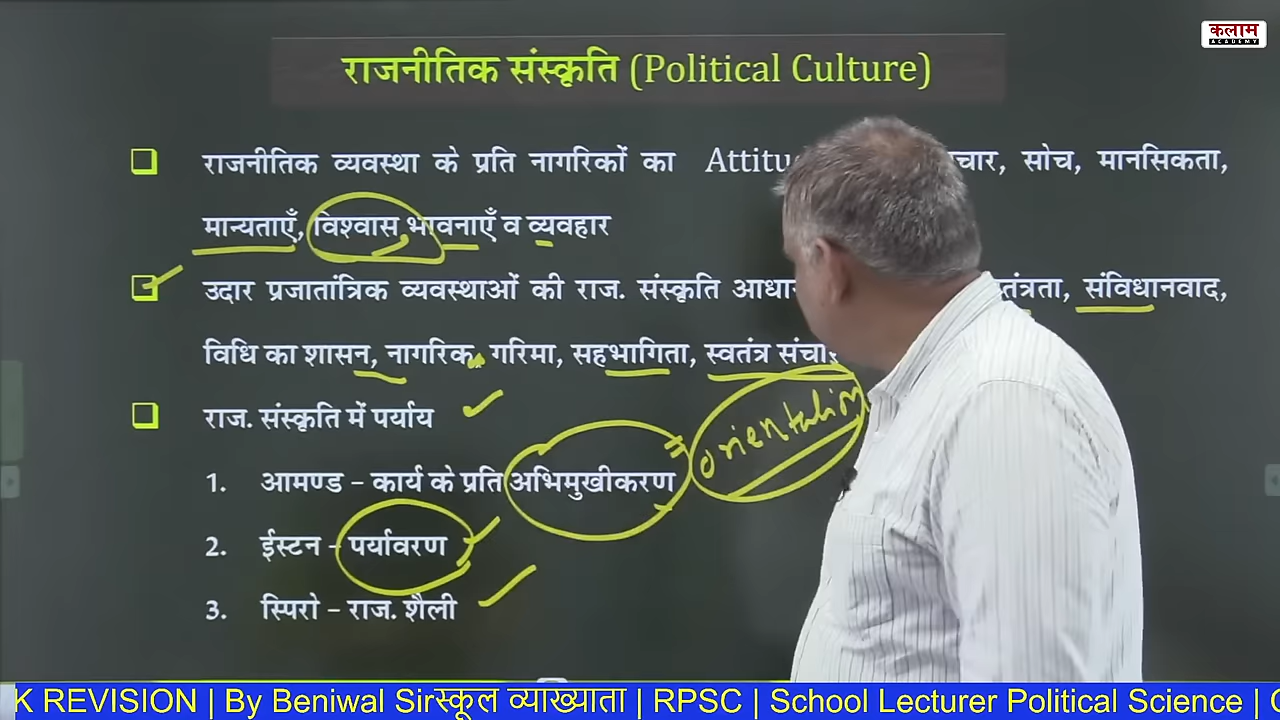 कलाम
ACADEMY
राजनीतिक संस्कृति (Political Culture)
राजनीतिक व्यवस्था के प्रति नागरिकों का Attitu चार, सोच, मानसिकता,
मान्यताएँ, विश्वास भावनाएँ व व्यवहार
उदार प्रजातांत्रिक व्यवस्थाओं की राज. संस्कृति आधा तंत्रता, संविधानवाद,
विधि का शासन, नागरिक गरिमा, सहभागिता, स्वतंत्र संचार
राज. संस्कृति में पर्याय
1. आमण्ड – कार्य के प्रति अभिमुखीकरण orientation
2. ईस्टन – पर्यावरण
3. स्पिरो – राज. शैली
K REVISION | By Beniwal Sirस्कूल व्याख्याता | RPSC | School Lecturer Political Science |